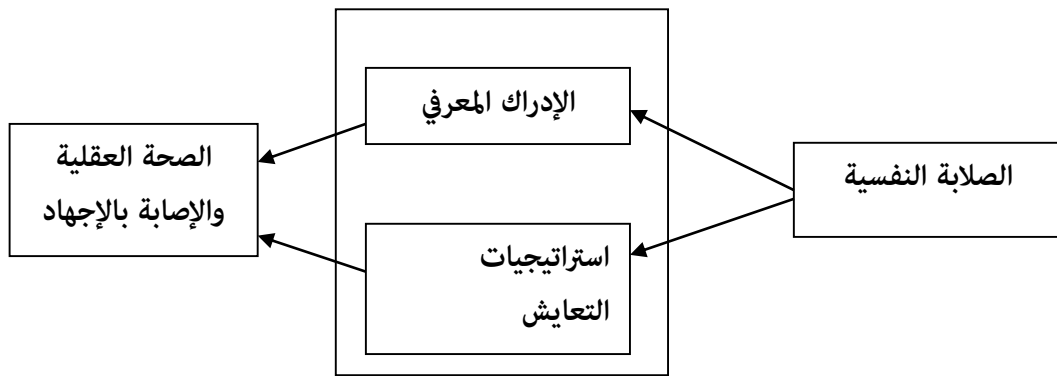 الصلابة النفسية
الإدراك المعرفي
استراتيجيات
التعايش
الصحة العقلية
والإصابة بالإجهاد